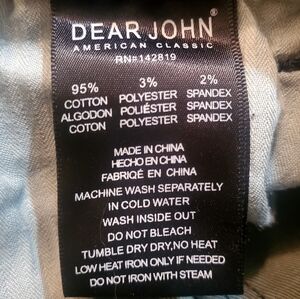 DEAR JOHN®
AMERICAN CLASSIC
RN#142819
95% 3% 2%
COTTON POLYESTER SPANDEX
ALGODON POLIÉSTER SPANDEX
COTON POLYESTER SPANDEX
MADE IN CHINA
HECHO EN CHINA
FABRIQÉ EN CHINA
MACHINE WASH SEPARATELY
IN COLD WATER
WASH INSIDE OUT
DO NOT BLEACH
TUMBLE DRY DRY,NO HEAT
LOW HEAT IRON ONLY IF NEEDED
DO NOT IRON WITH STEAM